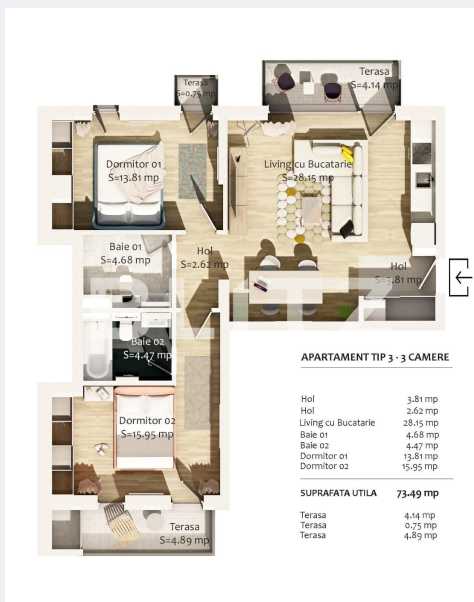 Terasa
S=0.75 mp
Terasa
S=4.14 mp
Dormitor 01
S=13.81 mp
Living cu Bucatarie
S=28.15 mp
Baie 01
S=4.68 mp
Hol
S=2.62 mp
Hol
S=3.81 mp
BLITZ
Baie 02
S=4.47 mp
Dormitor 02
S=15.95 mp
Terasa
S=4.89 mp
APARTAMENT TIP 3 - 3 CAMERE
Hol 3.81 mp
Hol 2.62 mp
Living cu Bucatarie 28.15 mp
Baie 01 4.68 mp
Baie 02 4.47 mp
Dormitor 01 13.81 mp
Dormitor 02 15.95 mp
SUPRAFATA UTILA 73.49 mp
Terasa 4.14 mp
Terasa 0.75 mp
Terasa 4.89 mp